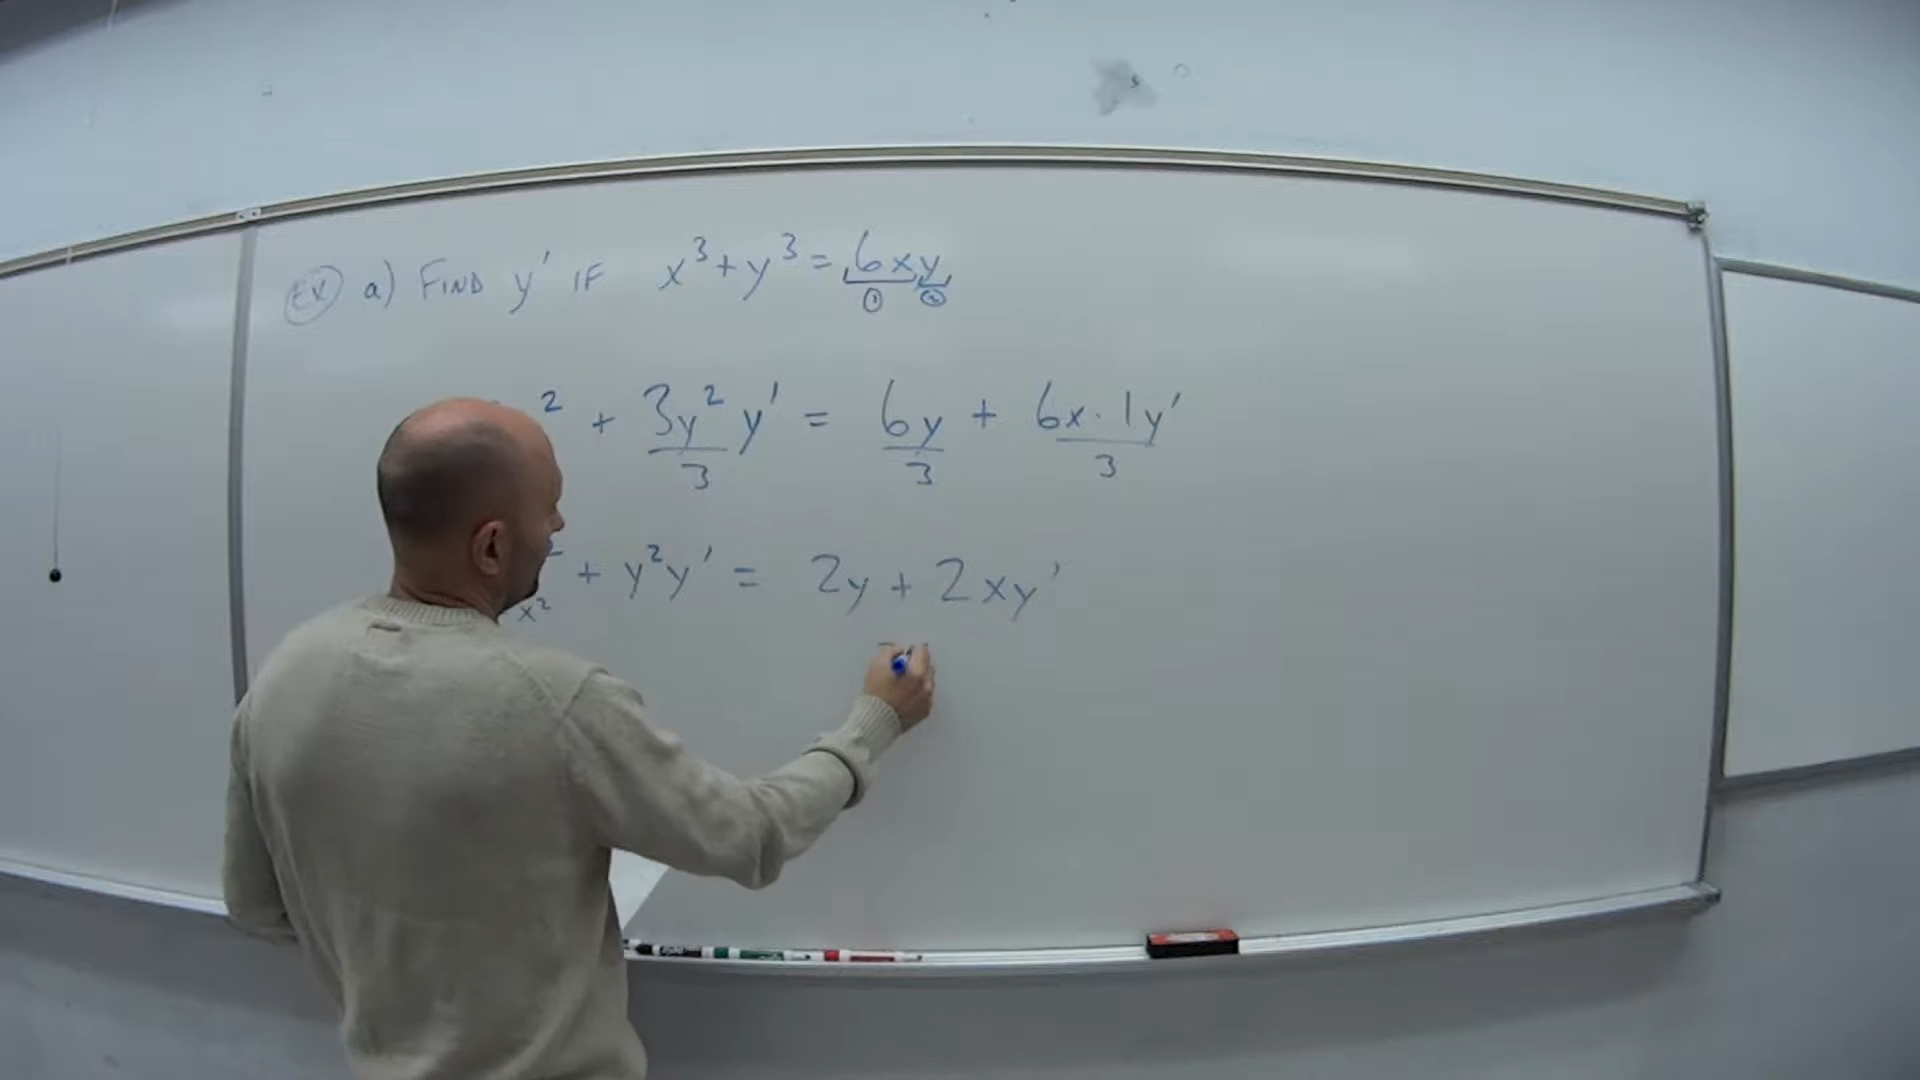 Ex a) FIND y' IF x³+y³=6xy
① ②
² + 3y²/3 y' = 6y/3 + 6x·1y'/3
+ y²y' = 2y + 2xy'
x²